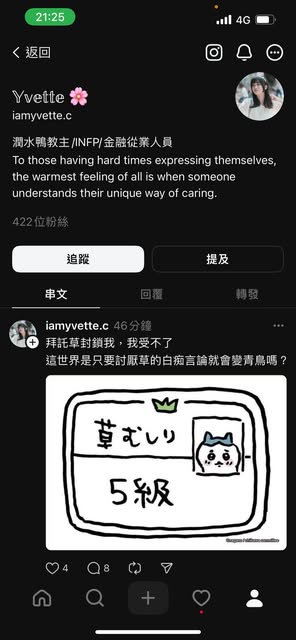 21:25
4G
返回
𝕐𝕧𝕖𝕥𝕥𝕖 🌸
iamyvette.c
潤水鴨教主/INFP/金融從業人員
To those having hard times expressing themselves,
the warmest feeling of all is when someone
understands their unique way of caring.
422位粉絲
追蹤
提及
串文
回覆
轉發
iamyvette.c 46分鐘
拜託草封鎖我,我受不了
這世界是只要討厭草的白痴言論就會變青鳥嗎?
草むしり
5級
4
8